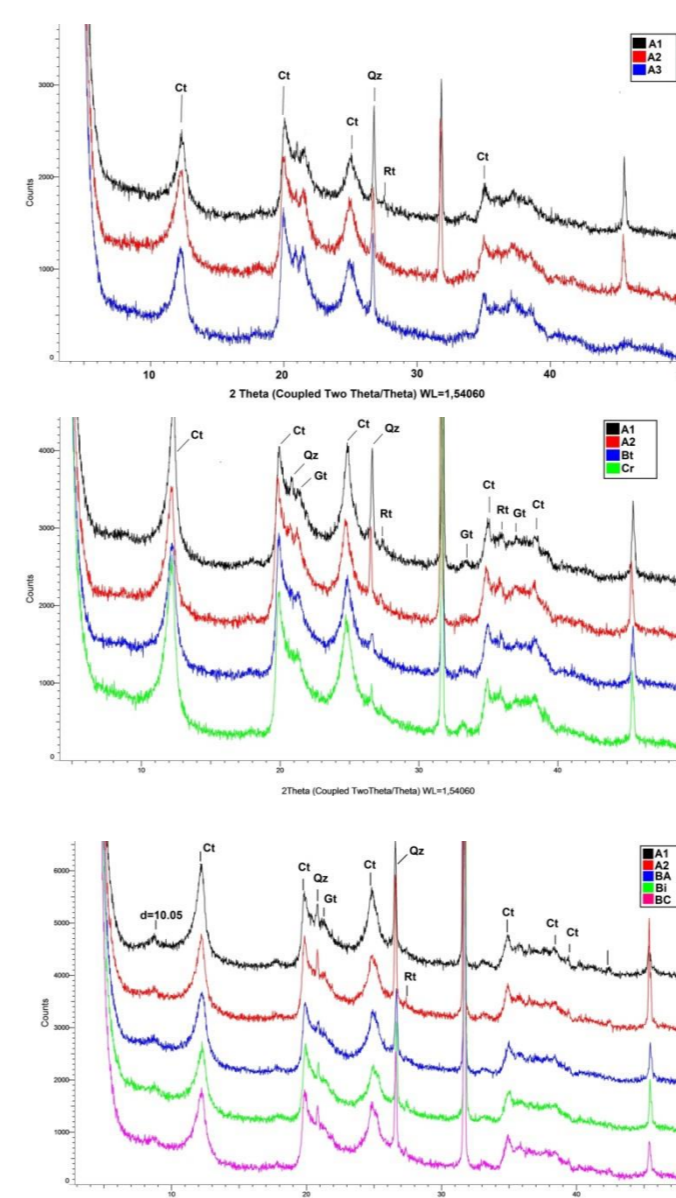 A1
A2
A3
Ct
Ct
Qz
Ct
Rt
Ct
3000
2000
1000
0
Counts
10
20
30
40
2 Theta (Coupled Two Theta/Theta) WL=1,54060
A1
A2
Bt
Cr
Ct
Ct
Qz
Gt
Ct
Qz
Rt
Gt
Ct
Rt
Gt
Ct
4000
3000
2000
1000
0
Counts
10
20
30
40
2Theta (Coupled TwoTheta/Theta) WL=1,54060
A1
A2
BA
Bi
BC
d=10.05
Ct
Ct
Qz
Gt
Ct
Qz
Rt
Ct
Ct
Ct
6000
5000
4000
3000
2000
1000
0
Counts
10
20
30
40